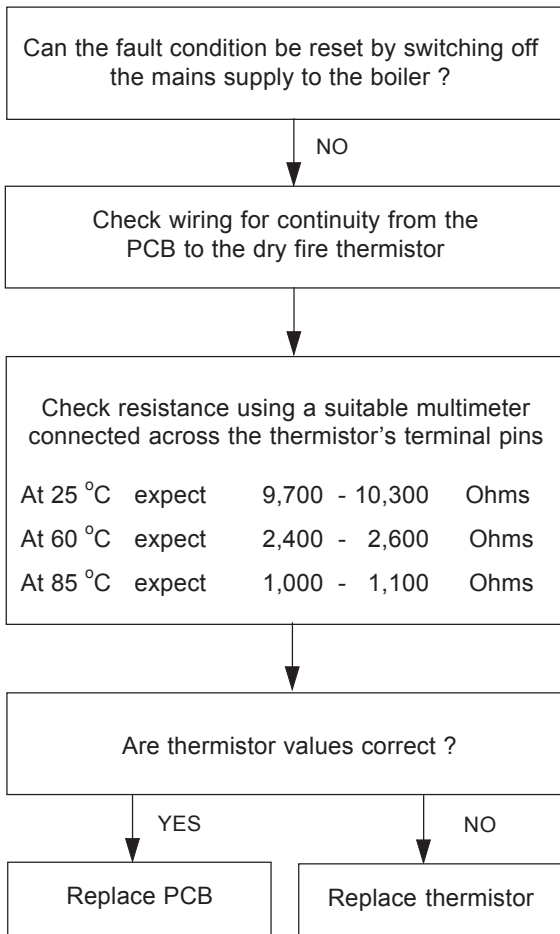 Can the fault condition be reset by switching off
the mains supply to the boiler ?
NO
Check wiring for continuity from the
PCB to the dry fire thermistor
Check resistance using a suitable multimeter
connected across the thermistor’s terminal pins
At 25 °C expect 9,700 - 10,300 Ohms
At 60 °C expect 2,400 - 2,600 Ohms
At 85 °C expect 1,000 - 1,100 Ohms
Are thermistor values correct ?
YES NO
Replace PCB Replace thermistor